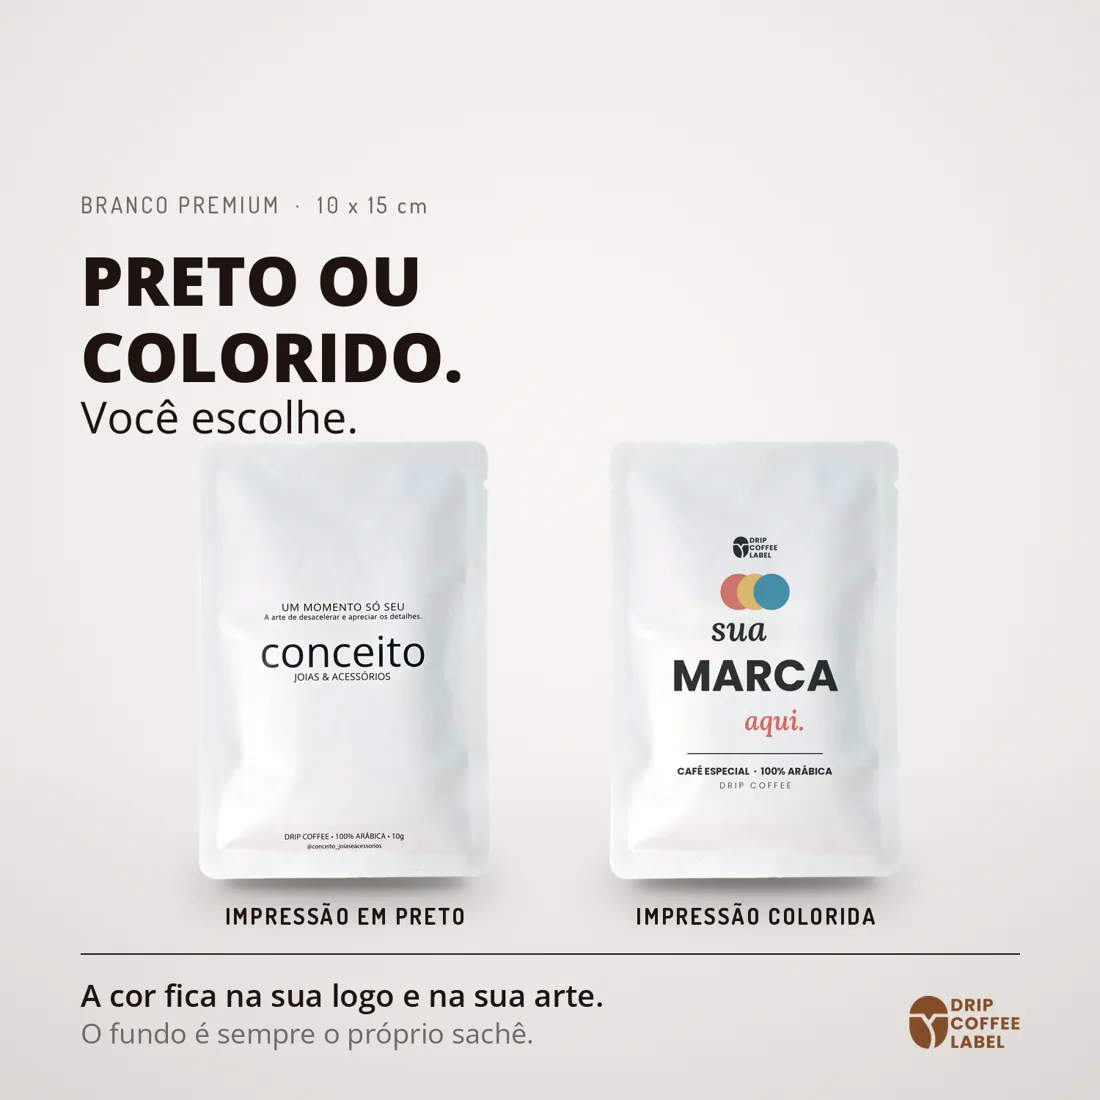 BRANCO PREMIUM · 10 x 15 cm
PRETO OU
COLORIDO.
Você escolhe.
UM MOMENTO SÓ SEU
A arte de desacelerar e apreciar os detalhes.
conceito
JOIAS & ACESSÓRIOS
DRIP COFFEE • 100% ARÁBICA • 10g
@conceito_joiaseacessorios
IMPRESSÃO EM PRETO
DRIP
COFFEE
LABEL
sua
MARCA
aqui.
CAFÉ ESPECIAL · 100% ARÁBICA
DRIP COFFEE
IMPRESSÃO COLORIDA
A cor fica na sua logo e na sua arte.
O fundo é sempre o próprio sachê.
DRIP
COFFEE
LABEL